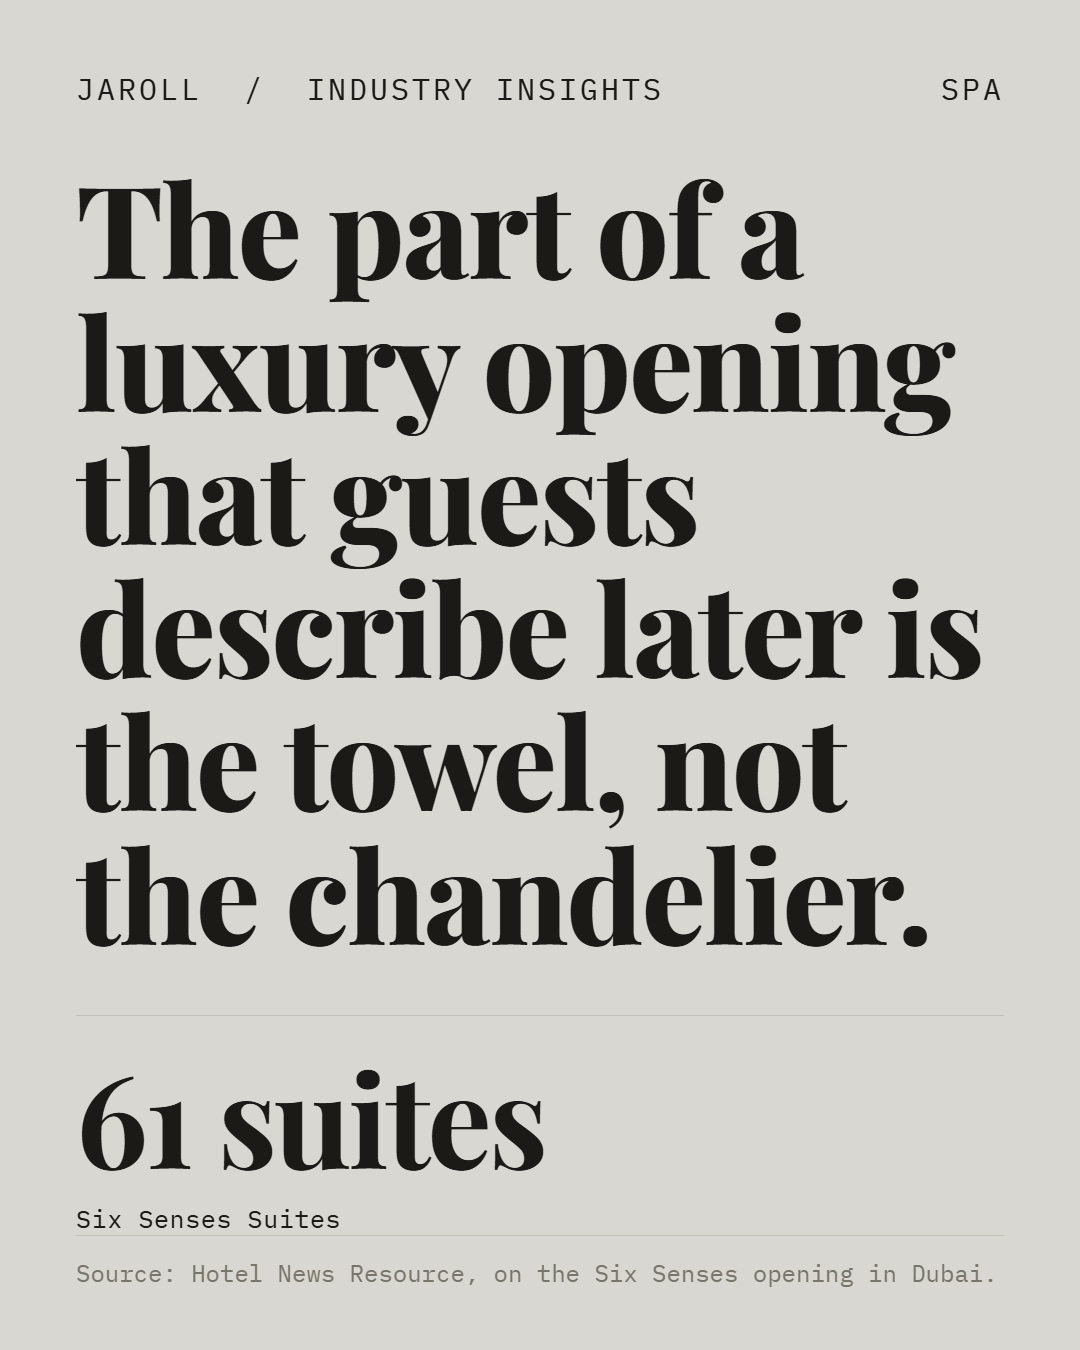 JAROLL / INDUSTRY INSIGHTS SPA
The part of a
luxury opening
that guests
describe later is
the towel, not
the chandelier.
61 suites
Six Senses Suites
Source: Hotel News Resource, on the Six Senses opening in Dubai.